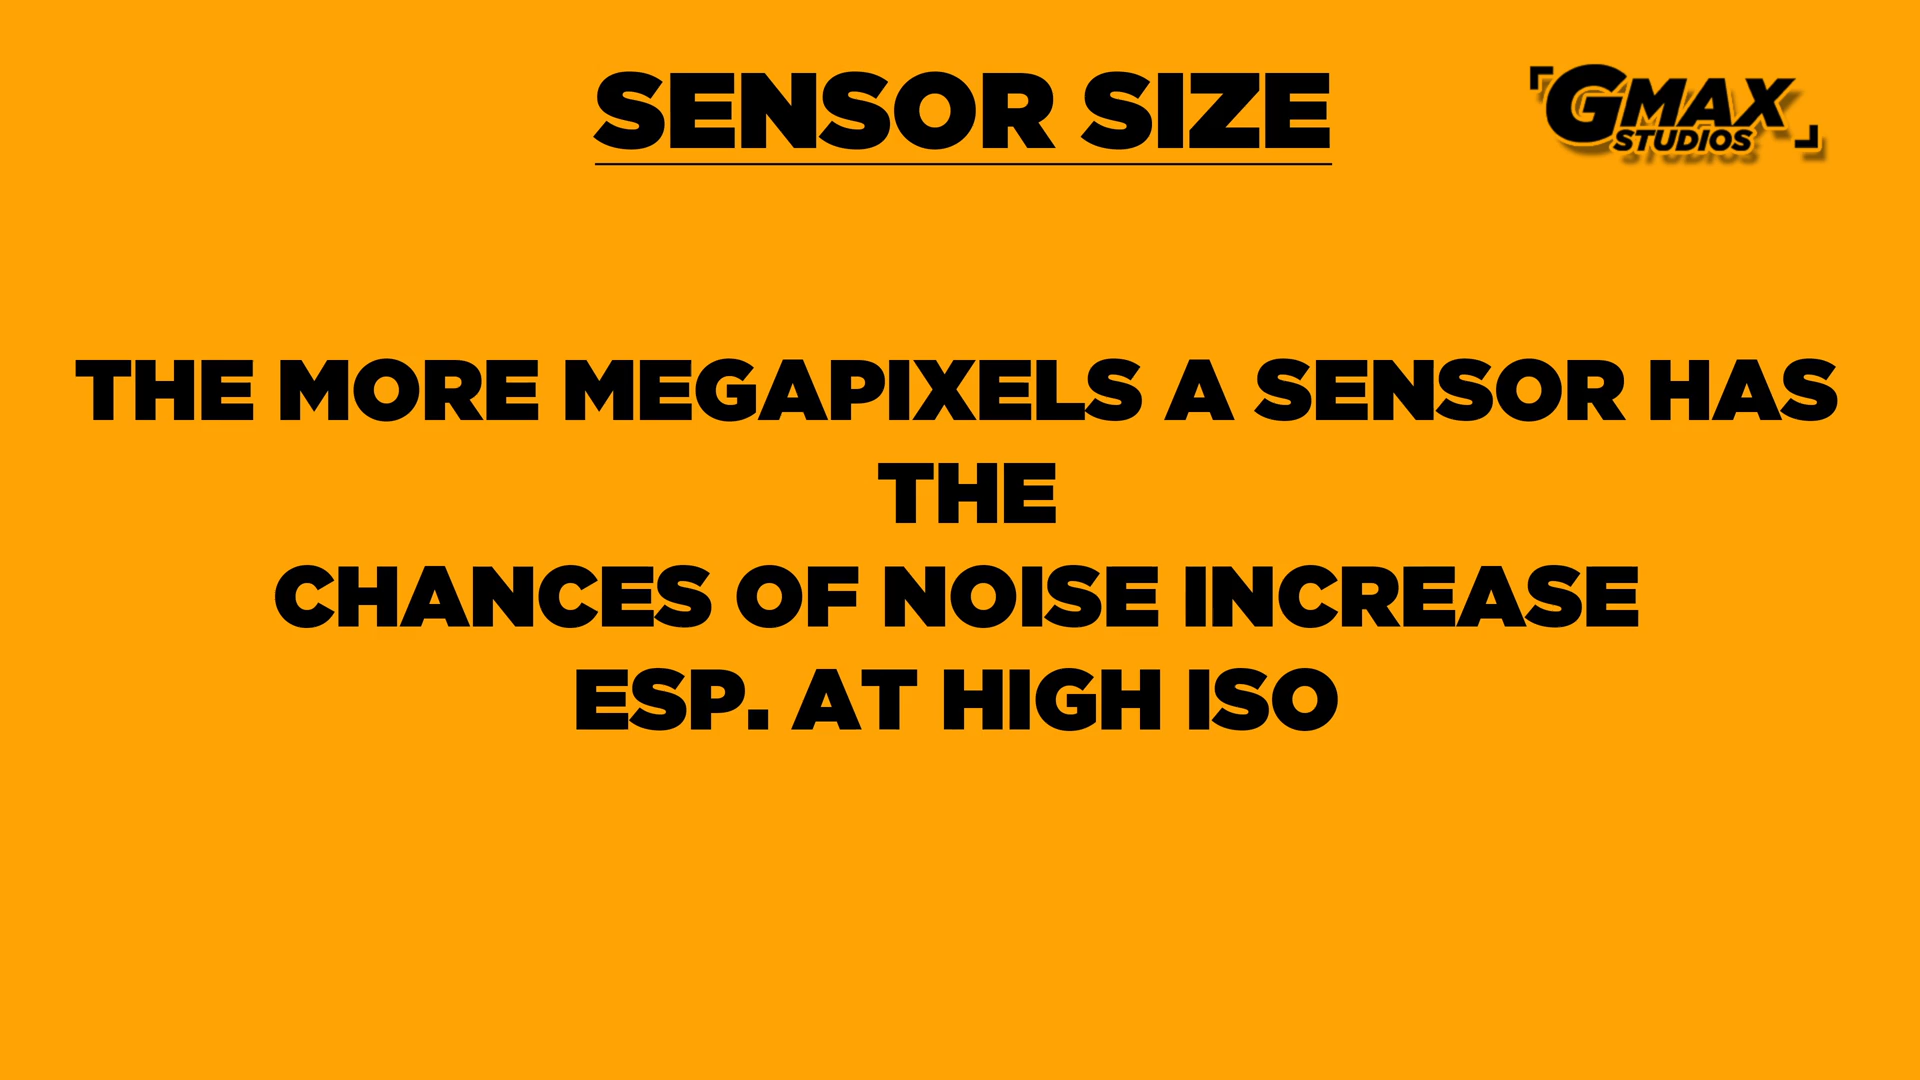 SENSOR SIZE
GMAX
STUDIOS
THE MORE MEGAPIXELS A SENSOR HAS
THE
CHANCES OF NOISE INCREASE
ESP. AT HIGH ISO